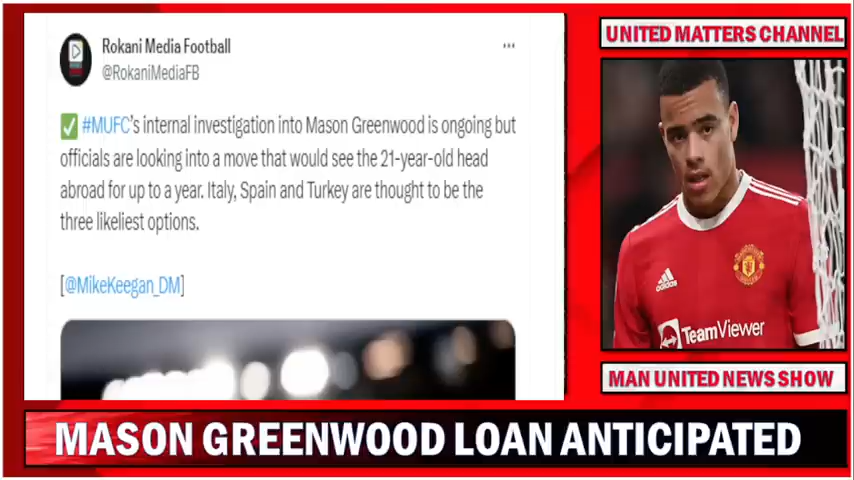 Rokani Media Football
@RokaniMediaFB
#MUFC's internal investigation into Mason Greenwood is ongoing but
officials are looking into a move that would see the 21-year-old head
abroad for up to a year. Italy, Spain and Turkey are thought to be the
three likeliest options.
[@MikeKeegan_DM]
UNITED MATTERS CHANNEL
adidas
TeamViewer
MAN UNITED NEWS SHOW
MASON GREENWOOD LOAN ANTICIPATED